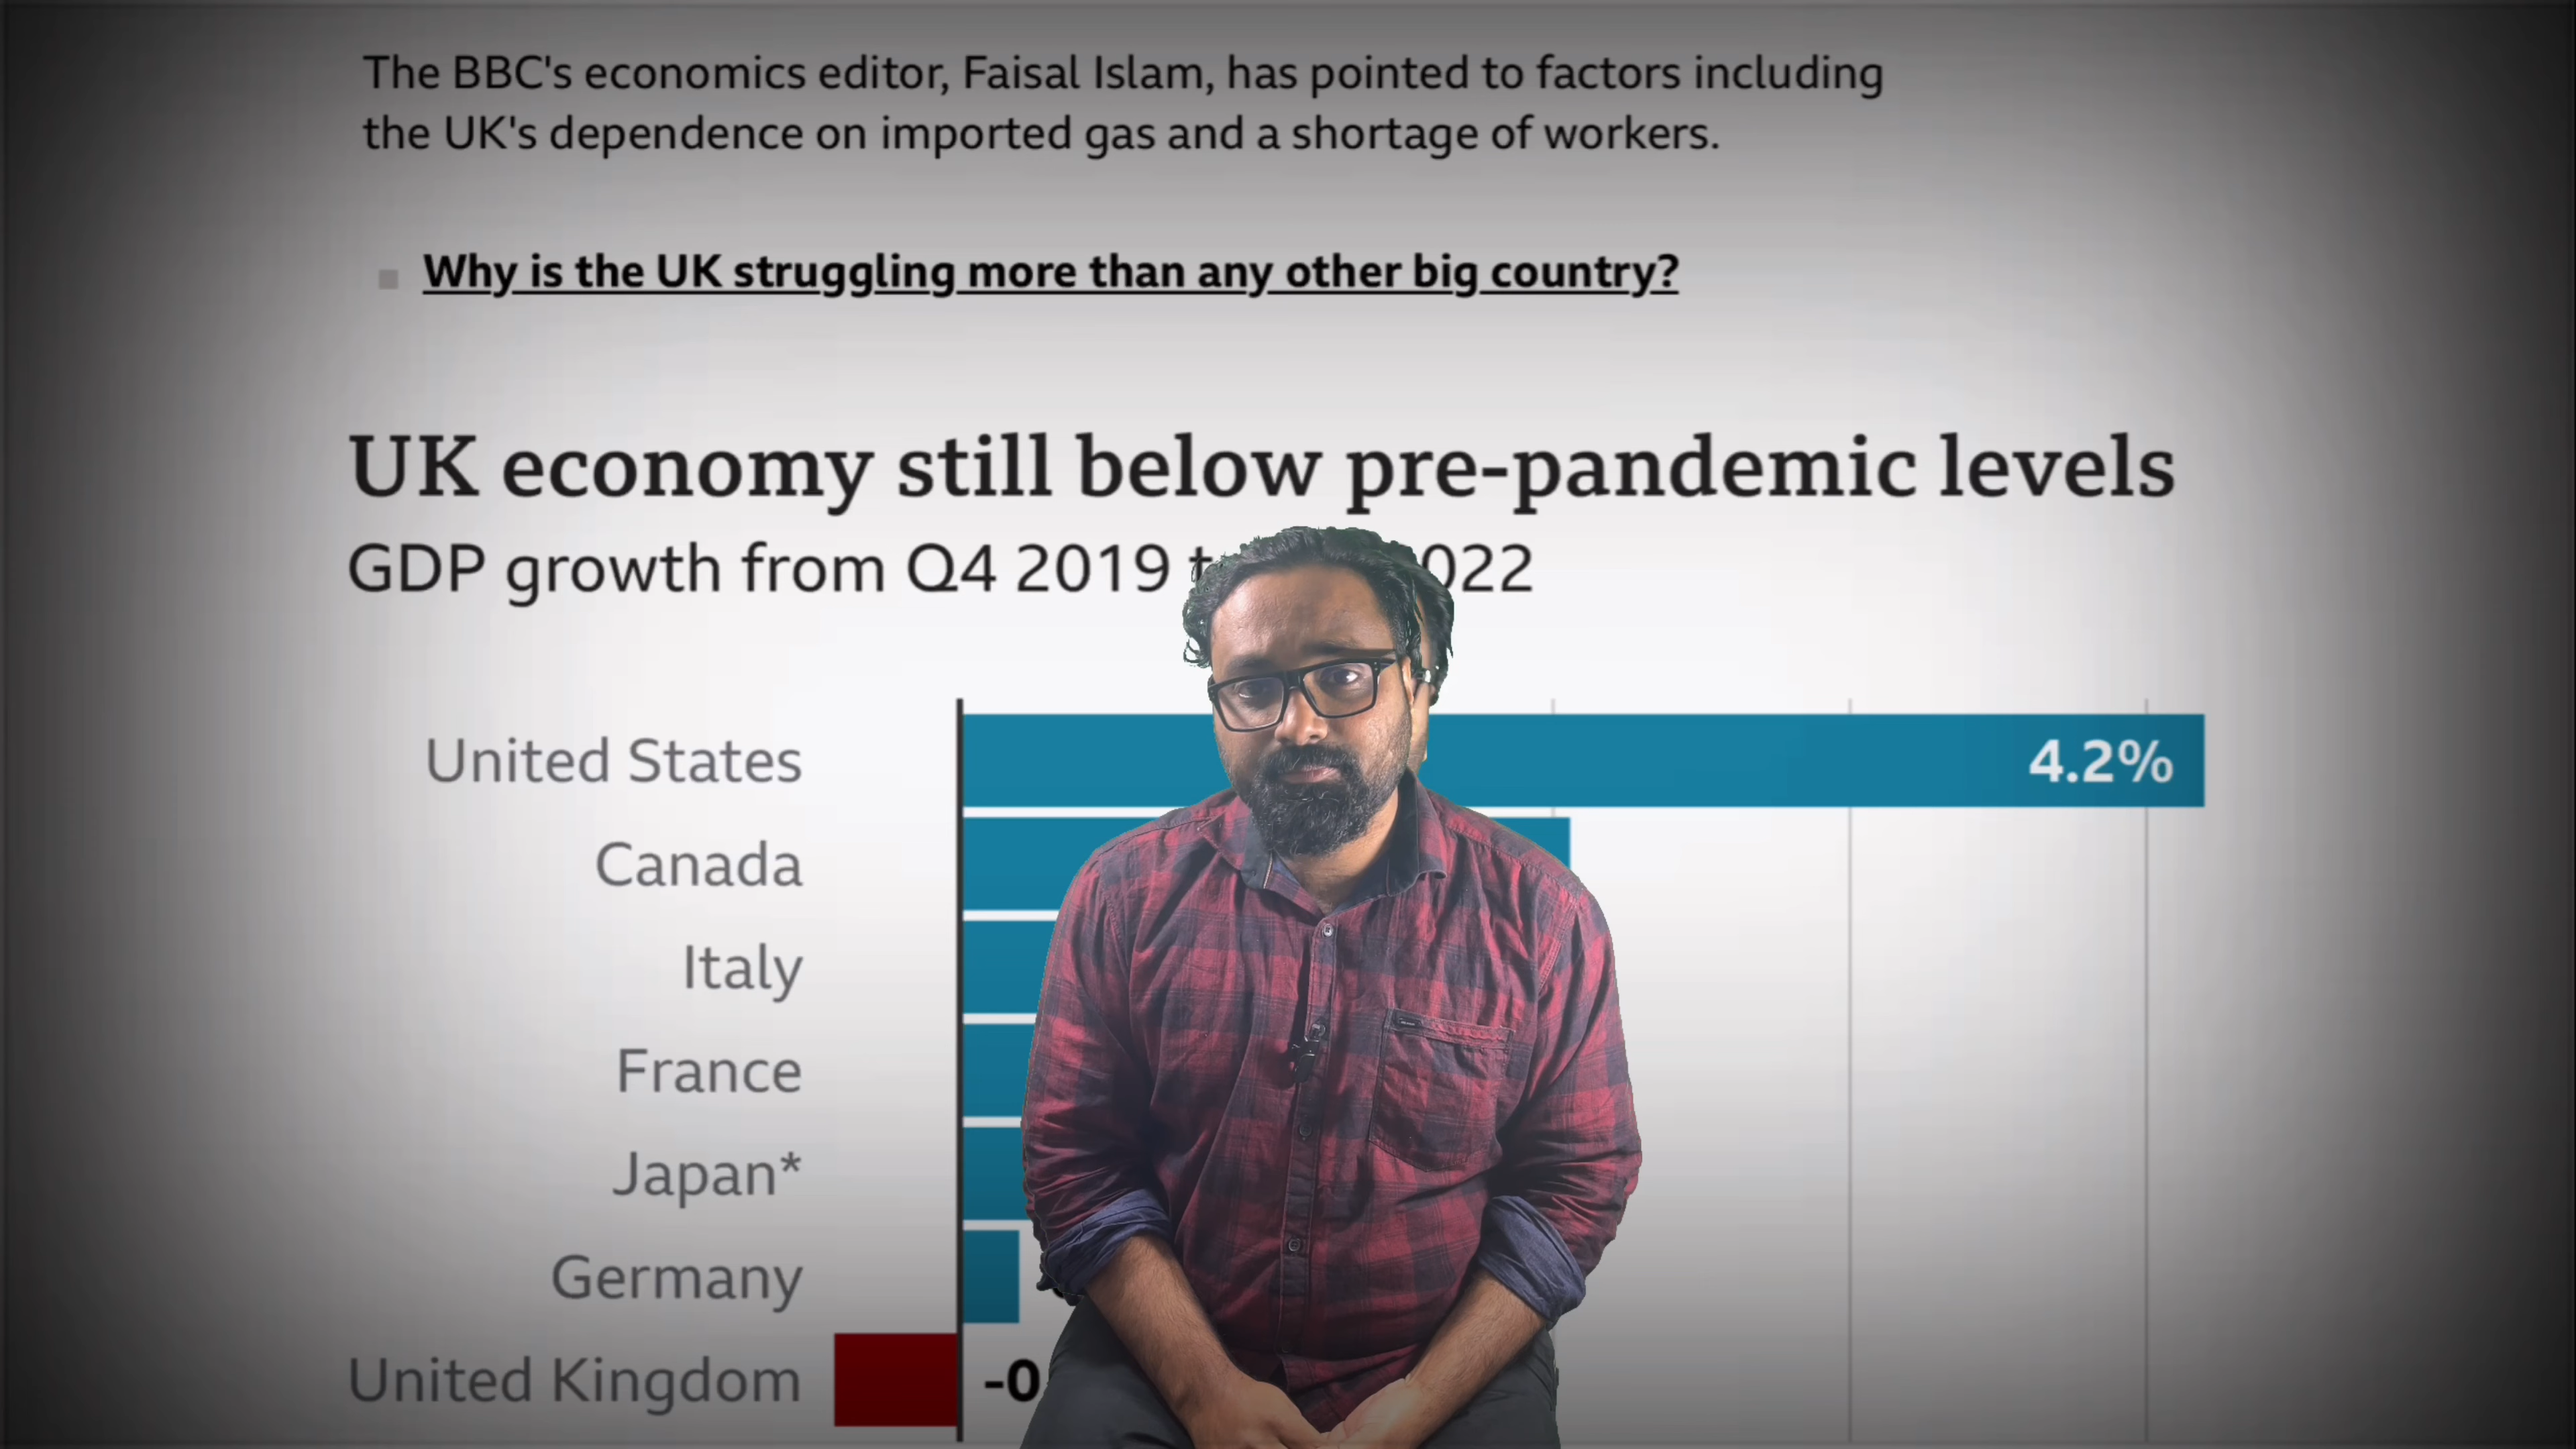 The BBC's economics editor, Faisal Islam, has pointed to factors including
the UK's dependence on imported gas and a shortage of workers.
Why is the UK struggling more than any other big country?
UK economy still below pre-pandemic levels
GDP growth from Q4 2019 022
United States 4.2%
Canada
Italy
France
Japan*
Germany
United Kingdom -0